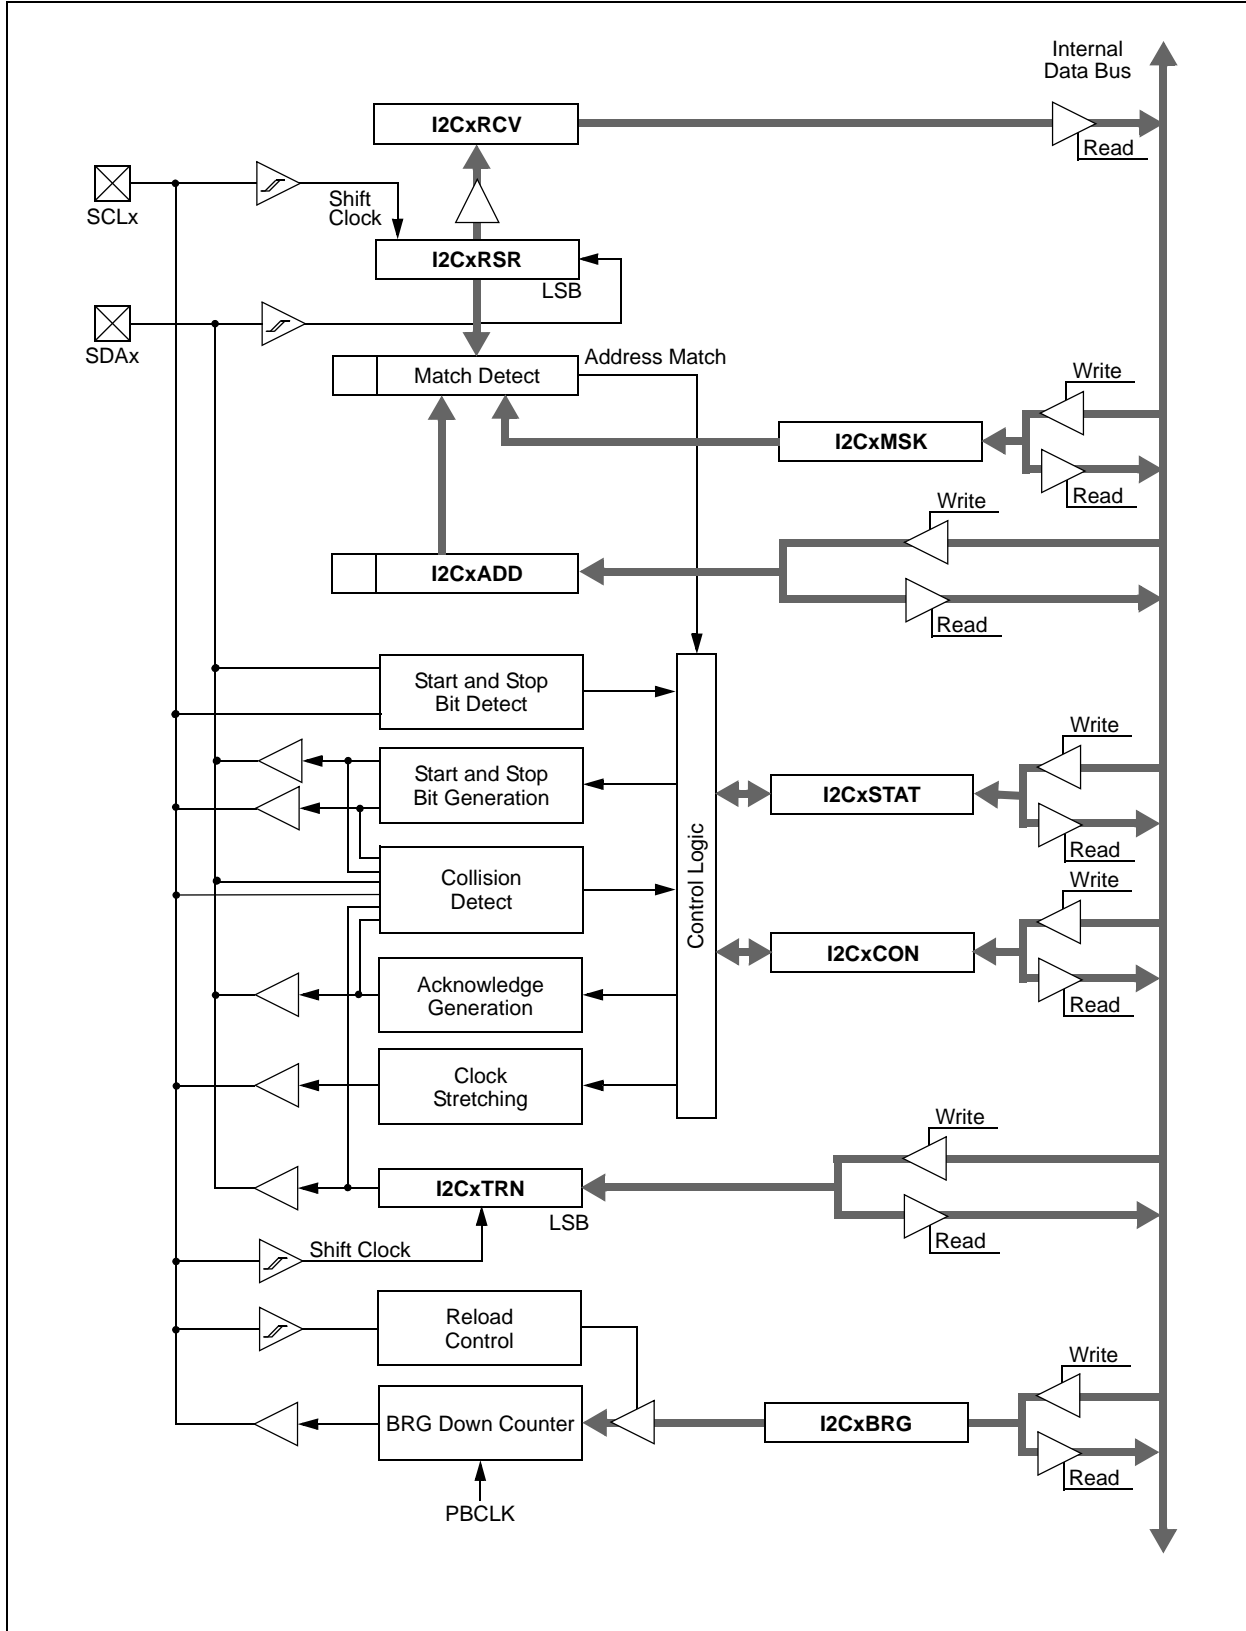 Internal
Data Bus
I2CxRCV
Read
SCLx
Shift
Clock
I2CxRSR
LSB
SDAx
Address Match
Match Detect
Write
I2CxMSK
Read
Write
I2CxADD
Read
Start and Stop
Bit Detect
Write
Start and Stop
Bit Generation
I2CxSTAT
Read
Control Logic
Collision
Detect
Write
I2CxCON
Read
Acknowledge
Generation
Clock
Stretching
Write
I2CxTRN
LSB
Read
Shift Clock
Reload
Control
Write
BRG Down Counter
I2CxBRG
Read
PBCLK